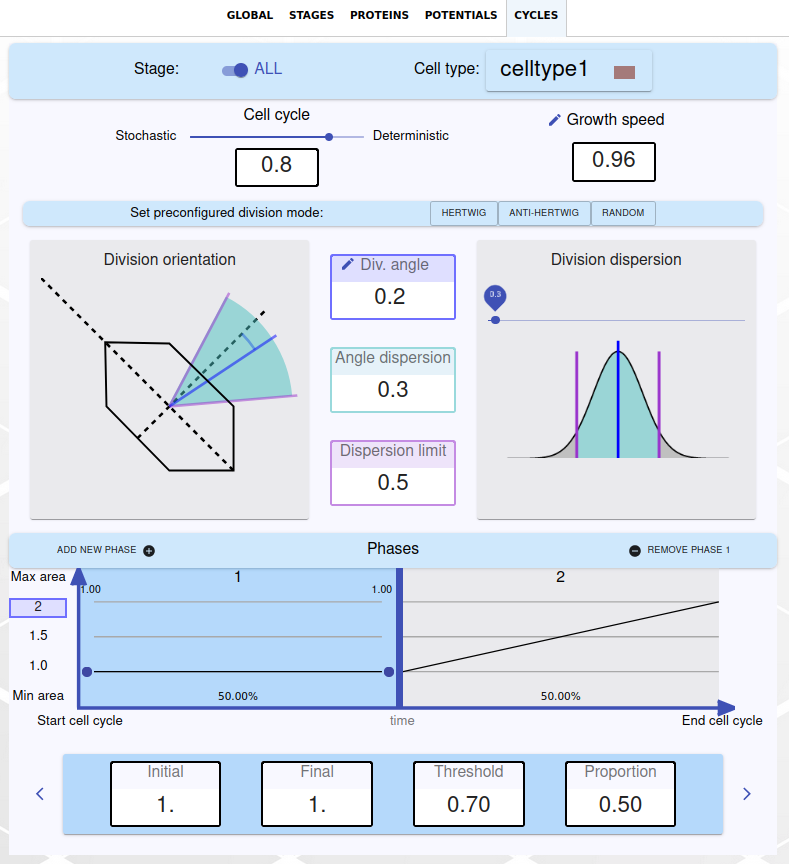 GLOBAL STAGES PROTEINS POTENTIALS CYCLES
Stage: ALL Cell type: celltype1
Cell cycle
Growth speed
Stochastic Deterministic
0.8
0.96
Set preconfigured division mode: HERTWIG ANTI-HERTWIG RANDOM
Division orientation
Div. angle
0.2
Angle dispersion
0.3
Dispersion limit
0.5
Division dispersion
0.3
ADD NEW PHASE Phases REMOVE PHASE 1
Max area 1 2
1.00 1.00
2
1.5
1.0
Min area 50.00% 50.00%
Start cell cycle time End cell cycle
Initial Final Threshold Proportion
1. 1. 0.70 0.50